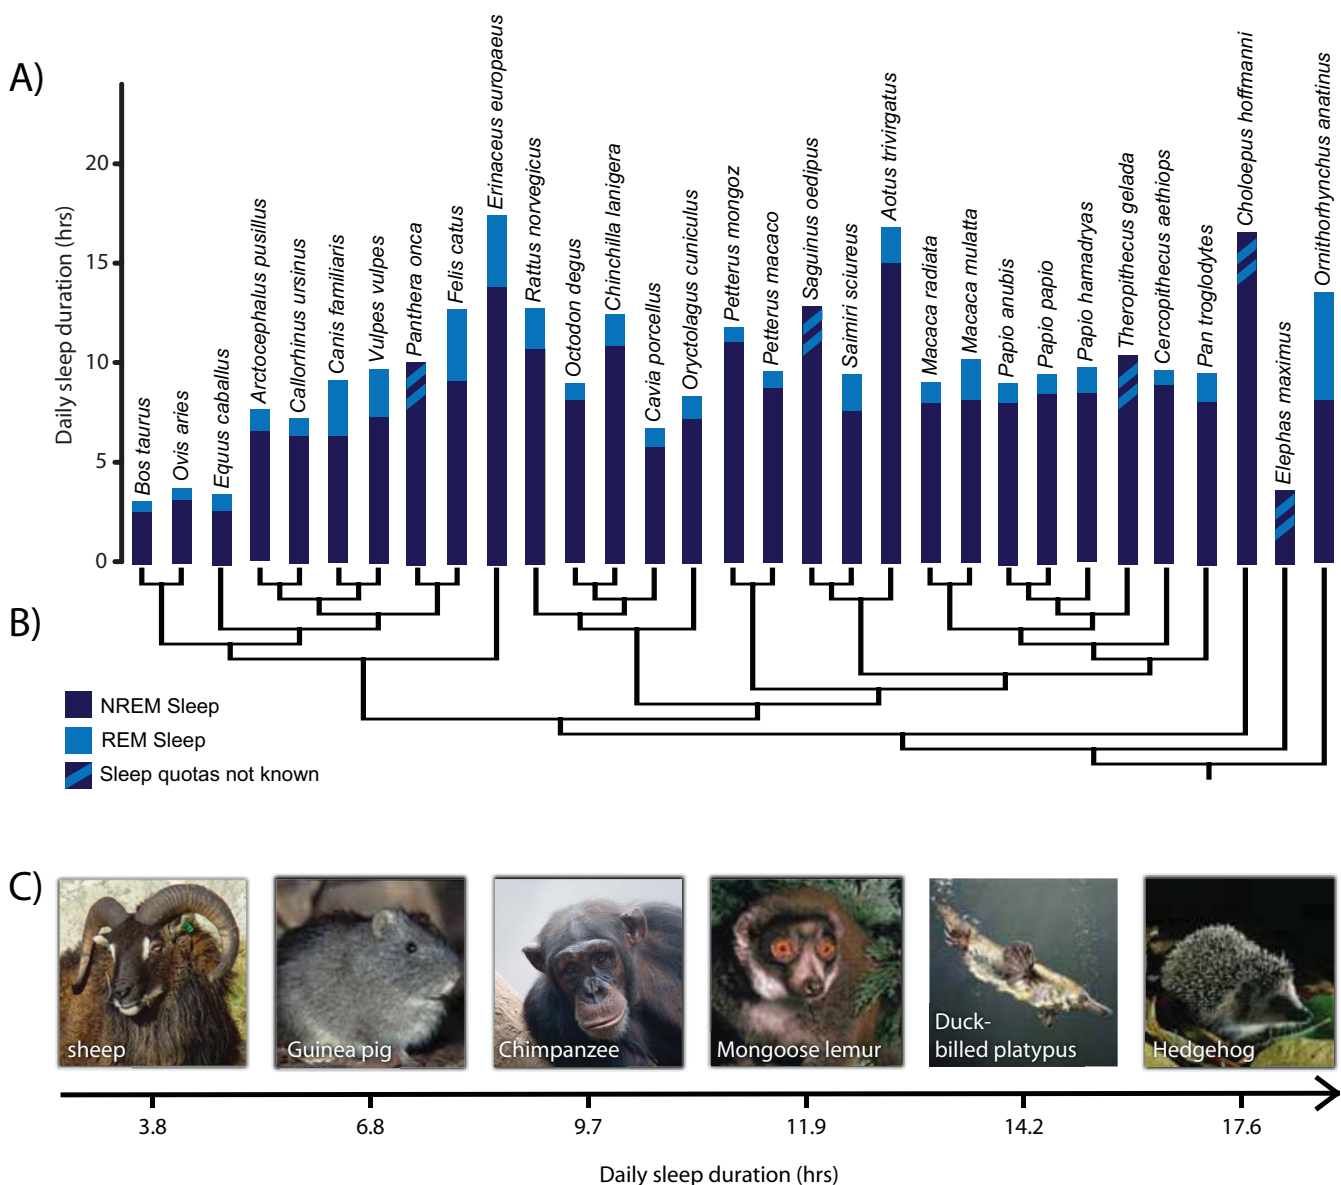 A)
Daily sleep duration (hrs)
20
15
10
5
0
Bos taurus
Ovis aries
Equus caballus
Arctocephalus pusillus
Callorhinus ursinus
Canis familiaris
Vulpes vulpes
Panthera onca
Felis catus
Erinaceus europaeus
Rattus norvegicus
Octodon degus
Chinchilla lanigera
Cavia porcellus
Oryctolagus cuniculus
Petterus mongoz
Petterus macaco
Saguinus oedipus
Saimiri sciureus
Aotus trivirgatus
Macaca radiata
Macaca mulatta
Papio anubis
Papio papio
Papio hamadryas
Theropithecus gelada
Cercopithecus aethiops
Pan troglodytes
Choloepus hoffmanni
Elephas maximus
Ornithorhynchus anatinus
B)
NREM Sleep
REM Sleep
Sleep quotas not known
C)
sheep
Guinea pig
Chimpanzee
Mongoose lemur
Duck-
billed platypus
Hedgehog
3.8
6.8
9.7
11.9
14.2
17.6
Daily sleep duration (hrs)